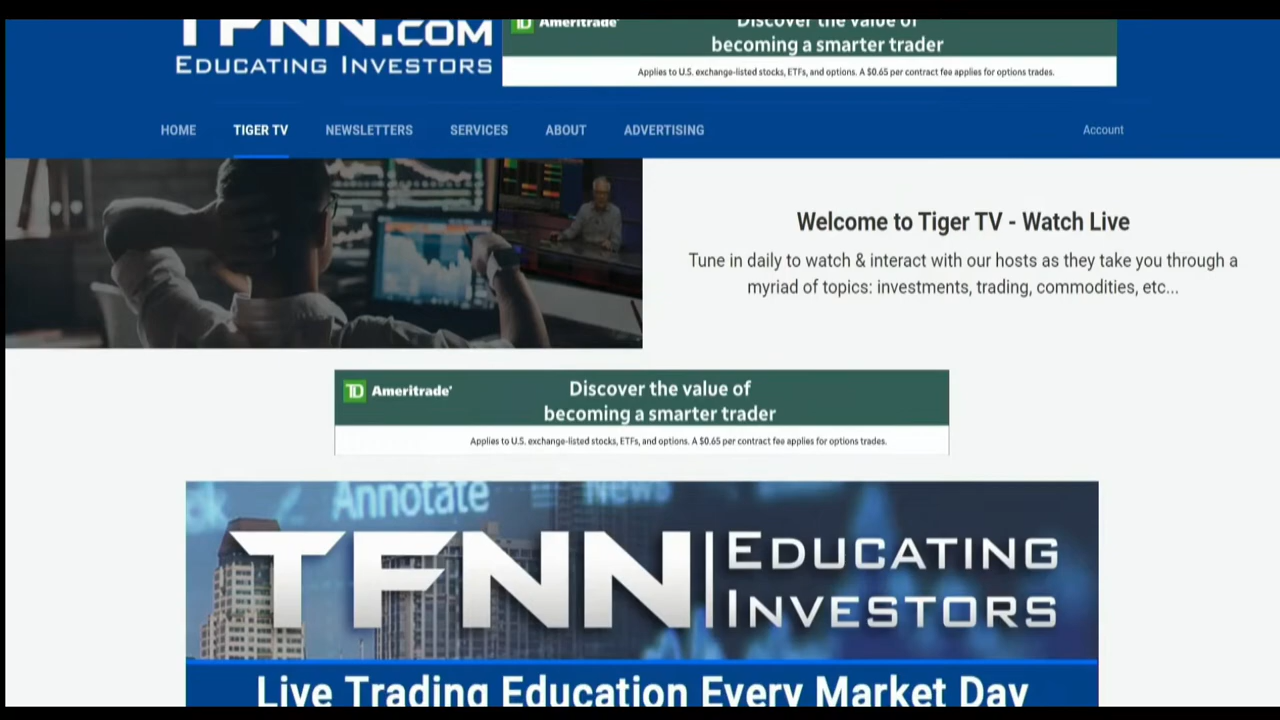 TFNN.COM
EDUCATING INVESTORS
TD Ameritrade
Discover the value of
becoming a smarter trader
Applies to U.S. exchange-listed stocks, ETFs, and options. A $0.65 per contract fee applies for options trades.
HOME TIGER TV NEWSLETTERS SERVICES ABOUT ADVERTISING Account
Welcome to Tiger TV - Watch Live
Tune in daily to watch & interact with our hosts as they take you through a
myriad of topics: investments, trading, commodities, etc...
TD Ameritrade
Discover the value of
becoming a smarter trader
Applies to U.S. exchange-listed stocks, ETFs, and options. A $0.65 per contract fee applies for options trades.
Annotate News
TFNN EDUCATING
INVESTORS
Live Trading Education Every Market Day